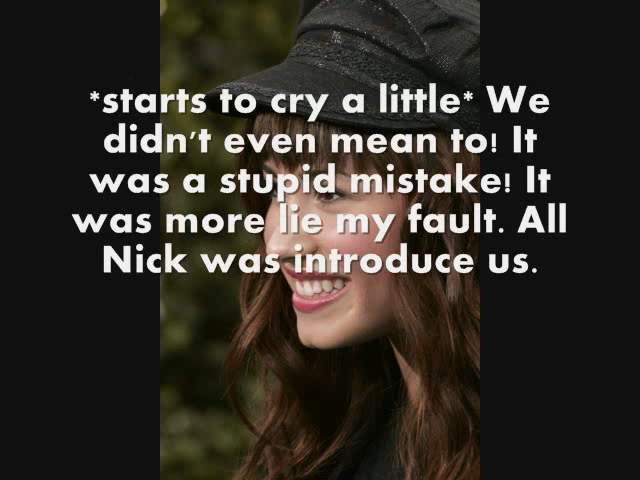 *starts to cry a little* We
didn't even mean to! It
was a stupid mistake! It
was more lie my fault. All
Nick was introduce us.